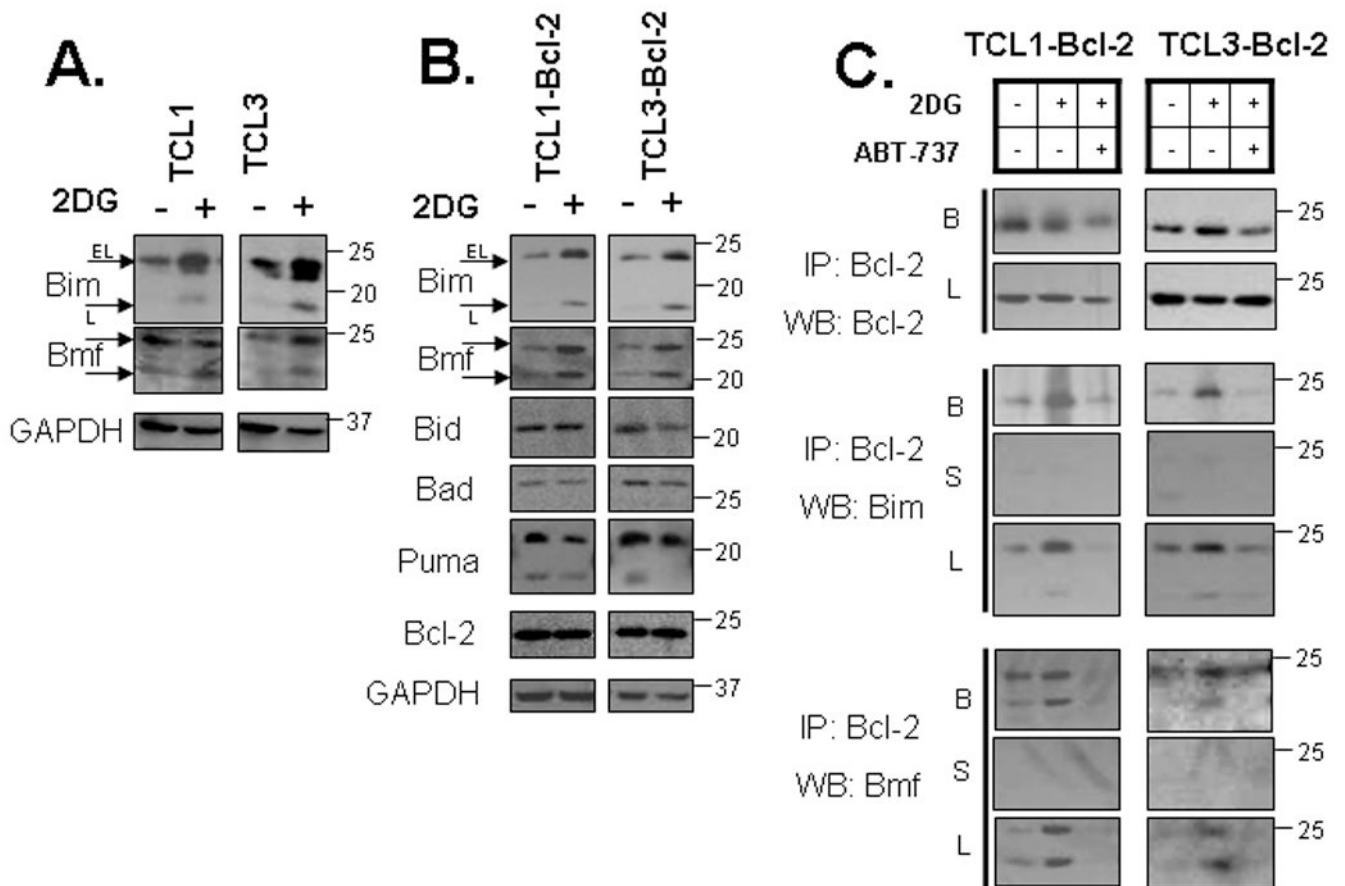 A.
TCL1 TCL3
2DG - + - +
EL
Bim
L
25
20
Bmf
25
GAPDH
37
B.
TCL1-Bcl-2 TCL3-Bcl-2
2DG - + - +
EL
Bim
L
25
20
Bmf
25
20
Bid
20
Bad
25
Puma
20
Bcl-2
25
GAPDH
37
C.
TCL1-Bcl-2 TCL3-Bcl-2
2DG - + + - + +
ABT-737 - - + - - +
IP: Bcl-2
WB: Bcl-2
B 25
L 25
IP: Bcl-2
WB: Bim
B 25
S 25
L 25
IP: Bcl-2
WB: Bmf
B 25
S 25
L 25